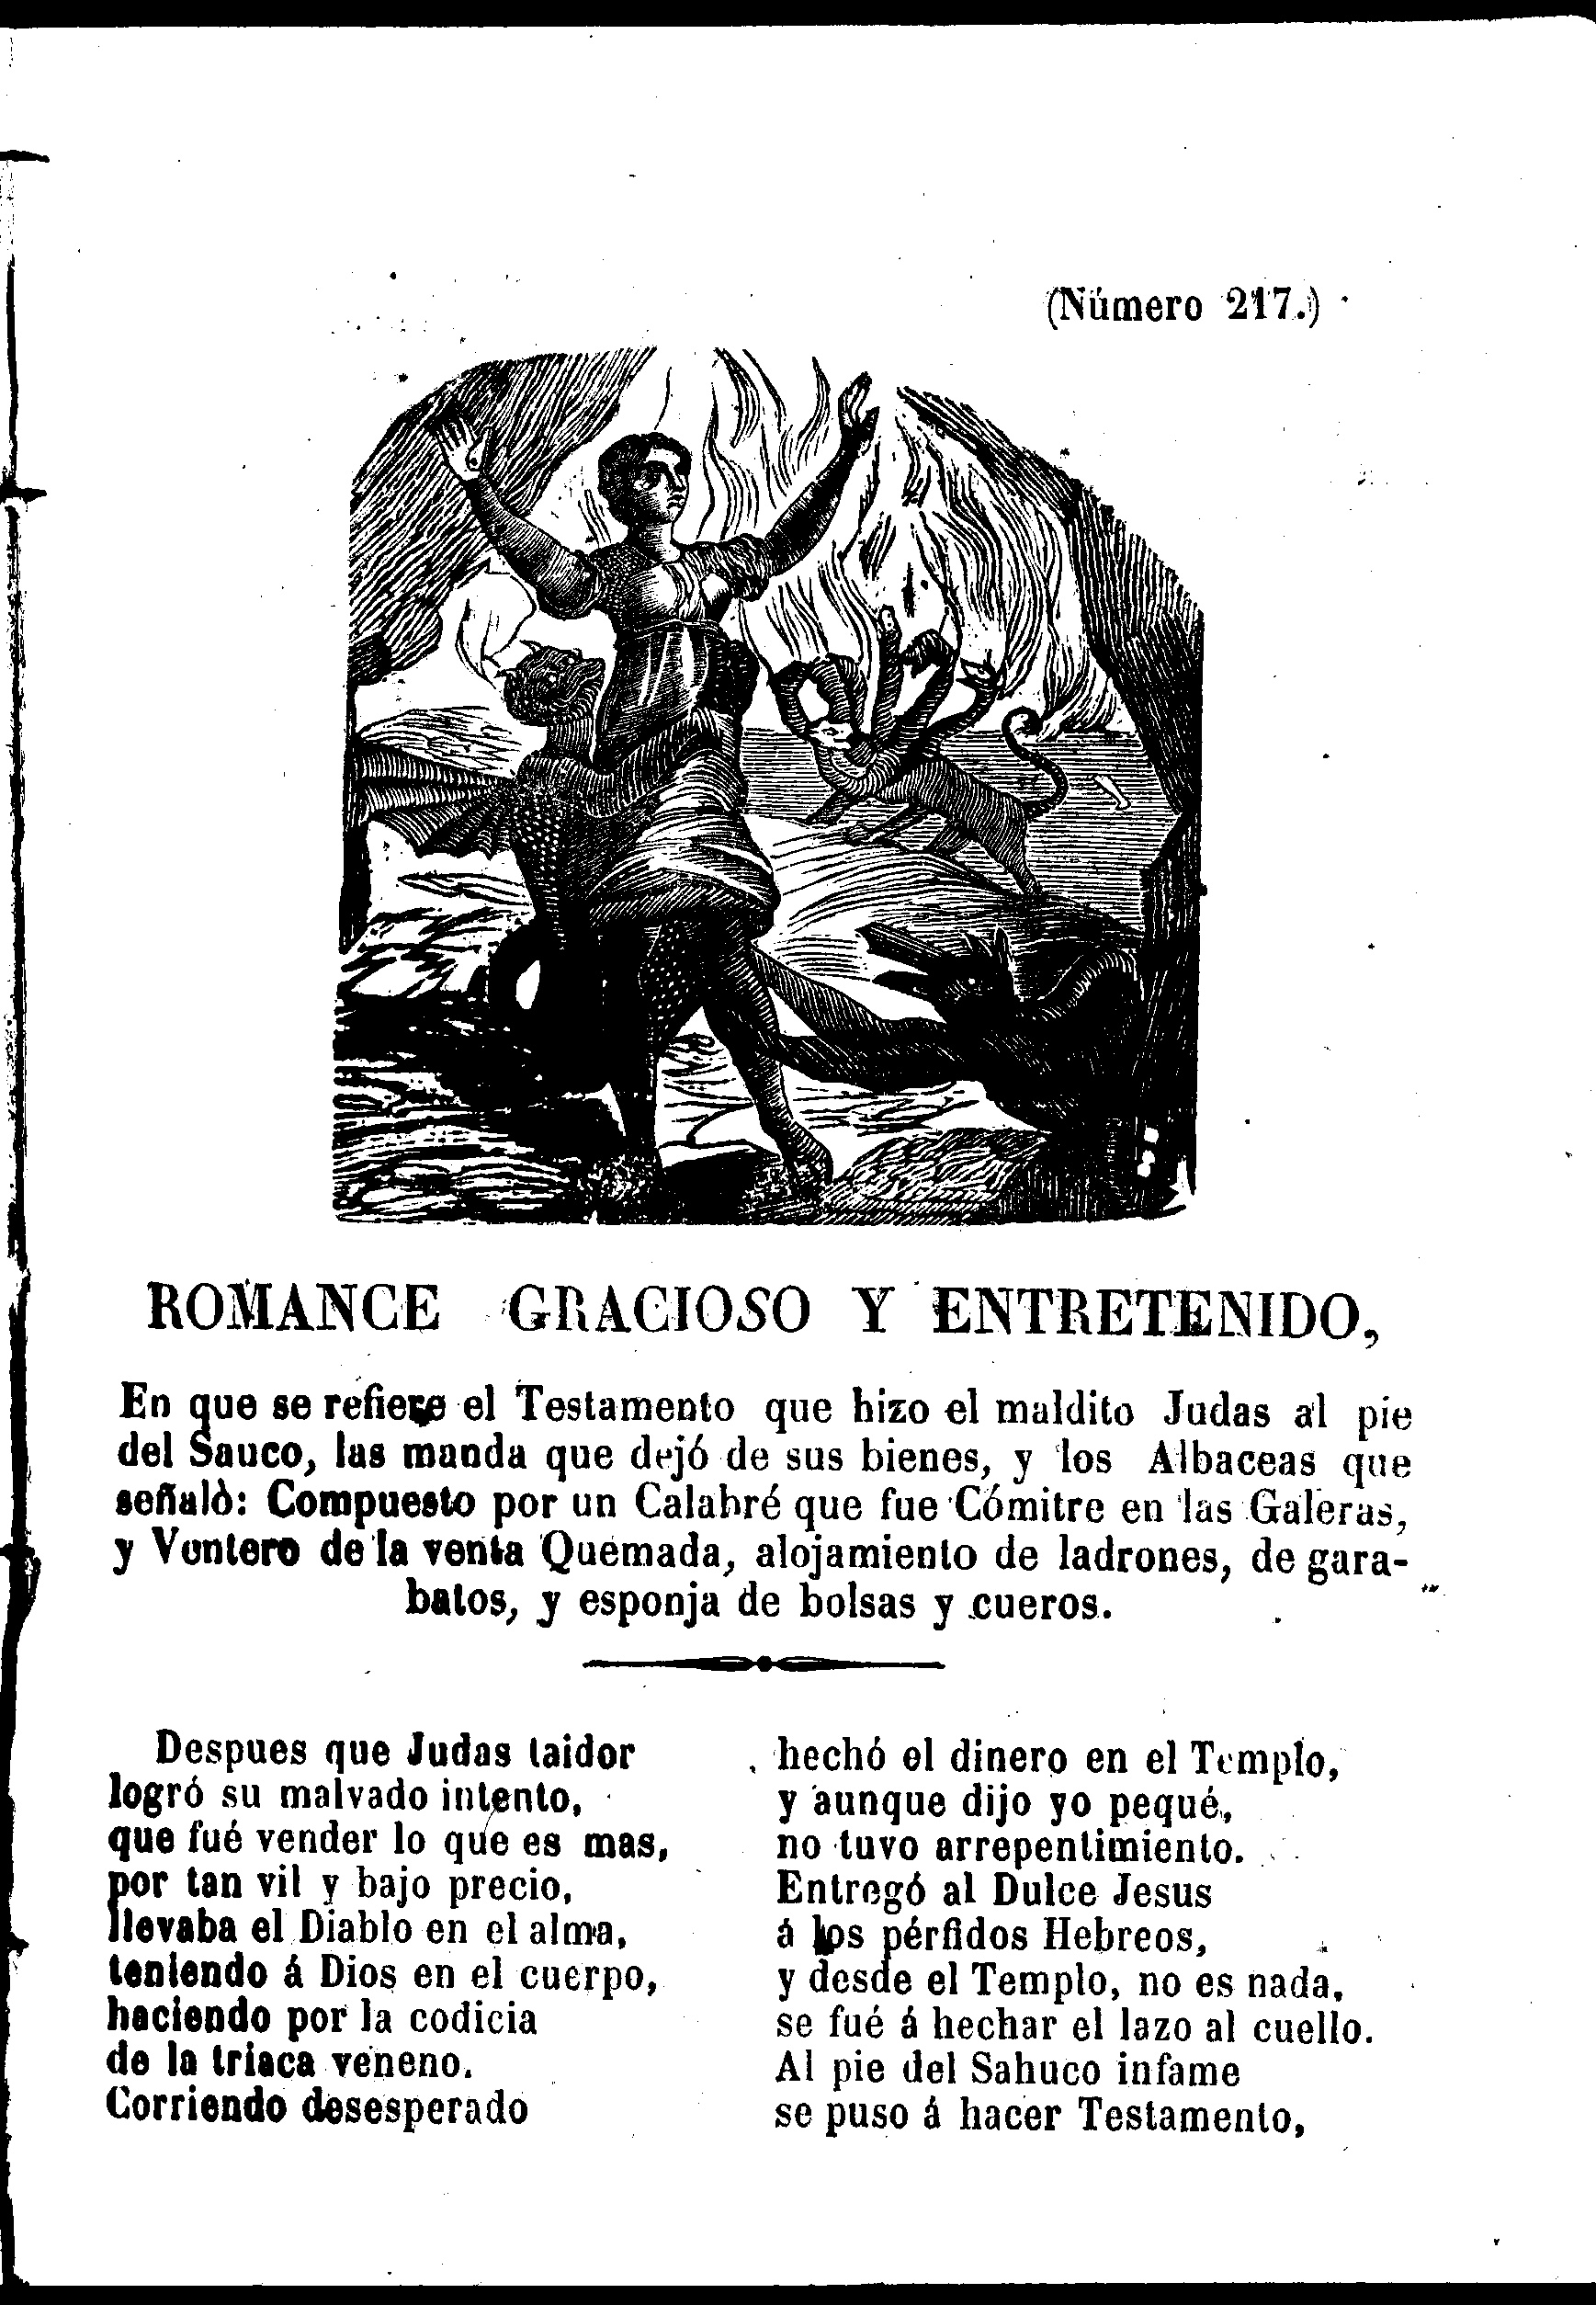 (Número 217.)
ROMANCE GRACIOSO Y ENTRETENIDO,
En que se refiere el Testamento que hizo el maldito Judas al pie
del Sauco, las manda que dejó de sus bienes, y los Albaceas que
señalò: Compuesto por un Calabré que fue Cómitre en las Galeras,
y Ventero de la venta Quemada, alojamiento de ladrones, de gara-
batos, y esponja de bolsas y cueros.
Despues que Judas taidor
logró su malvado intento,
que fué vender lo que es mas,
por tan vil y bajo precio,
llevaba el Diablo en el alma,
teniendo á Dios en el cuerpo,
haciendo por la codicia
de la triaca veneno.
Corriendo desesperado
hechó el dinero en el Templo,
y aunque dijo yo pequé,
no tuvo arrepentimiento.
Entregó al Dulce Jesus
á los pérfidos Hebreos,
y desde el Templo, no es nada,
se fué á hechar el lazo al cuello.
Al pie del Sahuco infame
se puso á hacer Testamento,